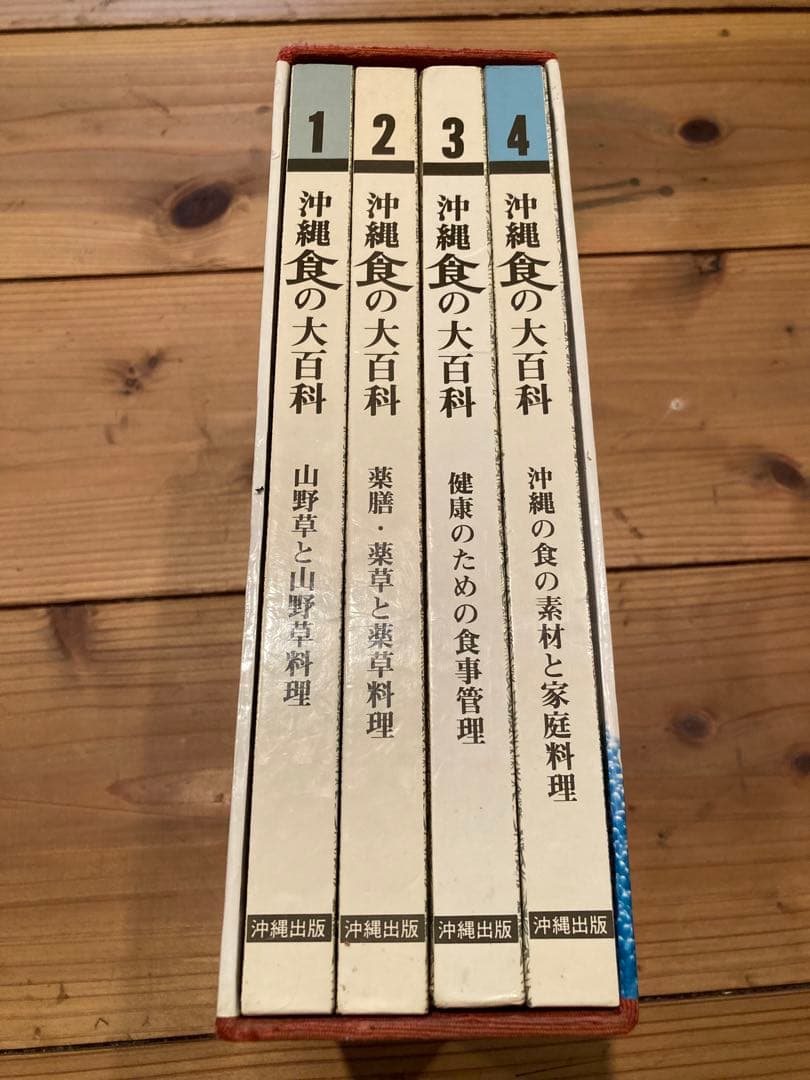 1
沖縄食の大百科
山野草と山野草料理
沖縄出版
2
沖縄食の大百科
薬膳・薬草と薬草料理
沖縄出版
3
沖縄食の大百科
健康のための食事管理
沖縄出版
4
沖縄食の大百科
沖縄の食の素材と家庭料理
沖縄出版